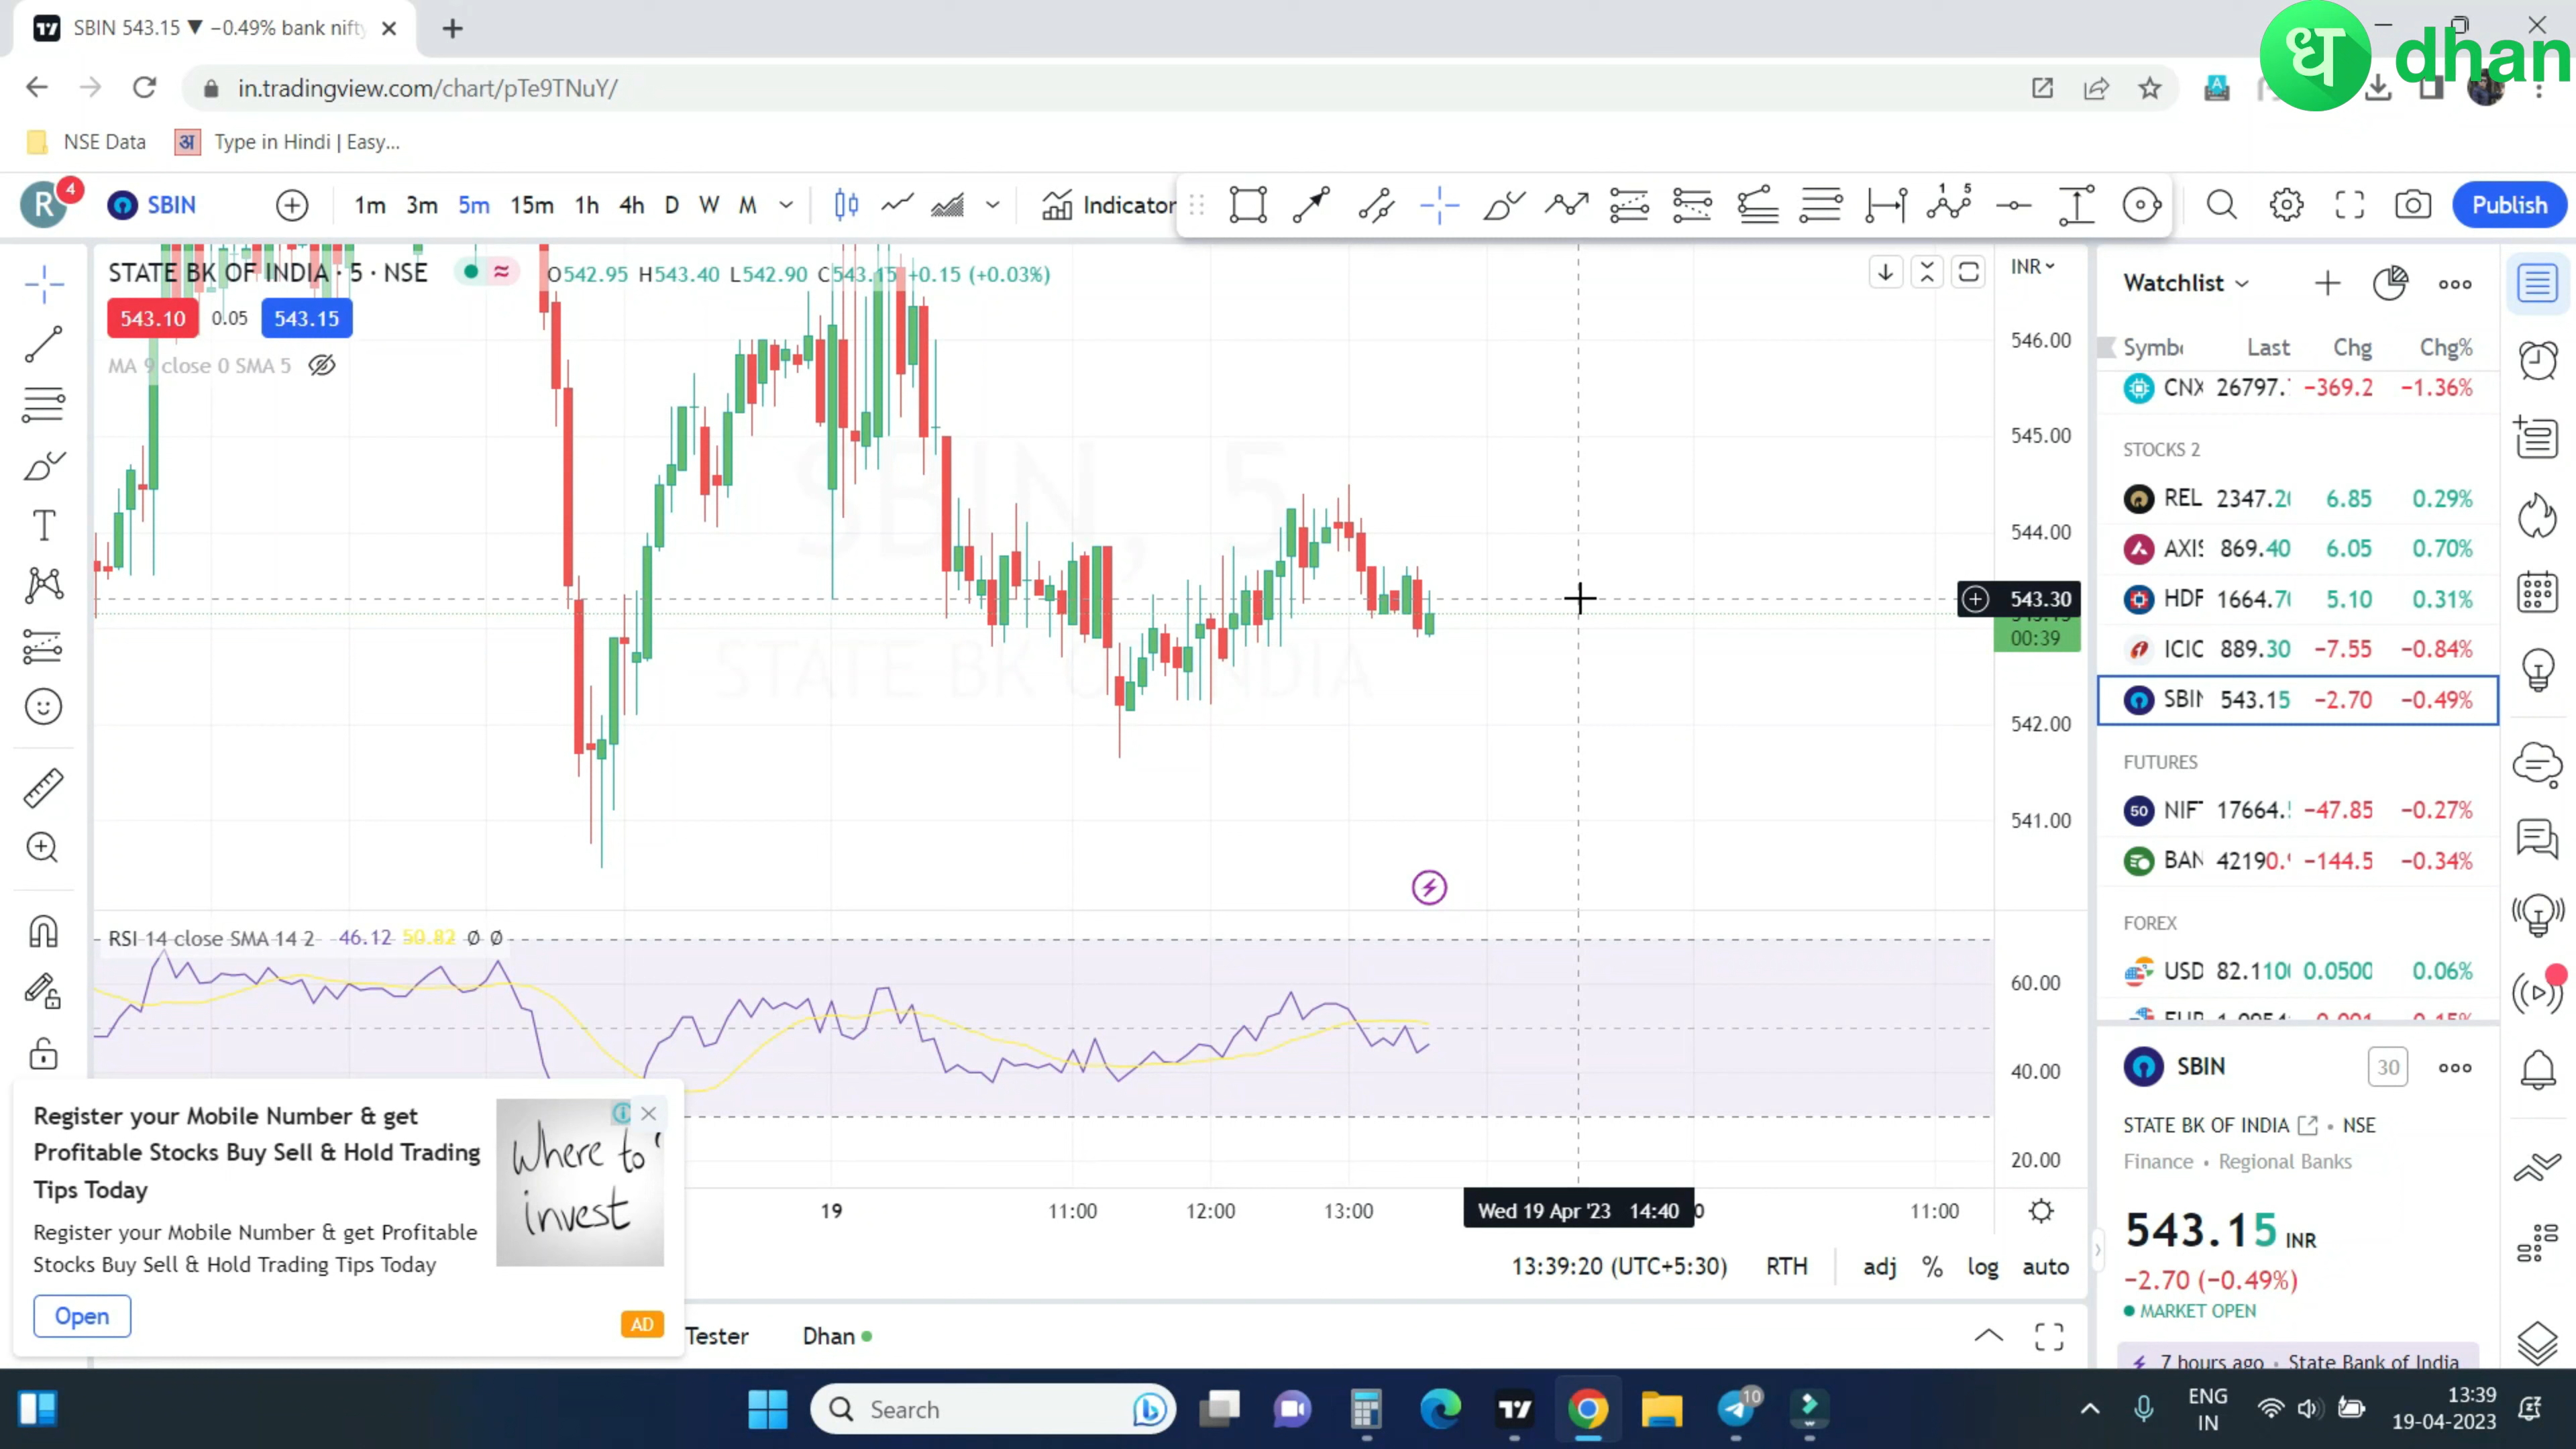 SBIN 543.15 ▼ −0.49% bank nifty
धा dhan
in.tradingview.com/chart/pTe9TNuY/
NSE Data
अ Type in Hindi | Easy...
R 4 SBIN 1m 3m 5m 15m 1h 4h D W M Indicator 1 5 Publish
STATE BK OF INDIA · 5 · NSE O542.95 H543.40 L542.90 C543.15 +0.15 (+0.03%)
543.10 0.05 543.15
MA 9 close 0 SMA 5
SBIN, 5
STATE BK OF INDIA
INR
546.00
545.00
544.00
543.30
00:39
542.00
541.00
RSI 14 close SMA 14 2 46.12 50.82 Ø Ø
60.00
40.00
20.00
19 11:00 12:00 13:00 Wed 19 Apr '23 14:40 11:00
13:39:20 (UTC+5:30) RTH adj % log auto
Tester Dhan
Register your Mobile Number & get
Profitable Stocks Buy Sell & Hold Trading
Tips Today
Register your Mobile Number & get Profitable
Stocks Buy Sell & Hold Trading Tips Today
Open
AD
Where to
invest
Watchlist
Symb Last Chg Chg%
CNX 26797. −369.2 −1.36%
STOCKS 2
REL 2347.20 6.85 0.29%
AXIS 869.40 6.05 0.70%
HDF 1664.70 5.10 0.31%
ICIC 889.30 −7.55 −0.84%
SBIN 543.15 −2.70 −0.49%
FUTURES
50 NIF 17664. −47.85 −0.27%
BAN 42190. −144.5 −0.34%
FOREX
USD 82.110 0.0500 0.06%
SBIN 30
STATE BK OF INDIA • NSE
Finance • Regional Banks
543.15 INR
−2.70 (−0.49%)
MARKET OPEN
7 hours ago • State Bank of India
Search
10
ENG
IN
13:39
19-04-2023